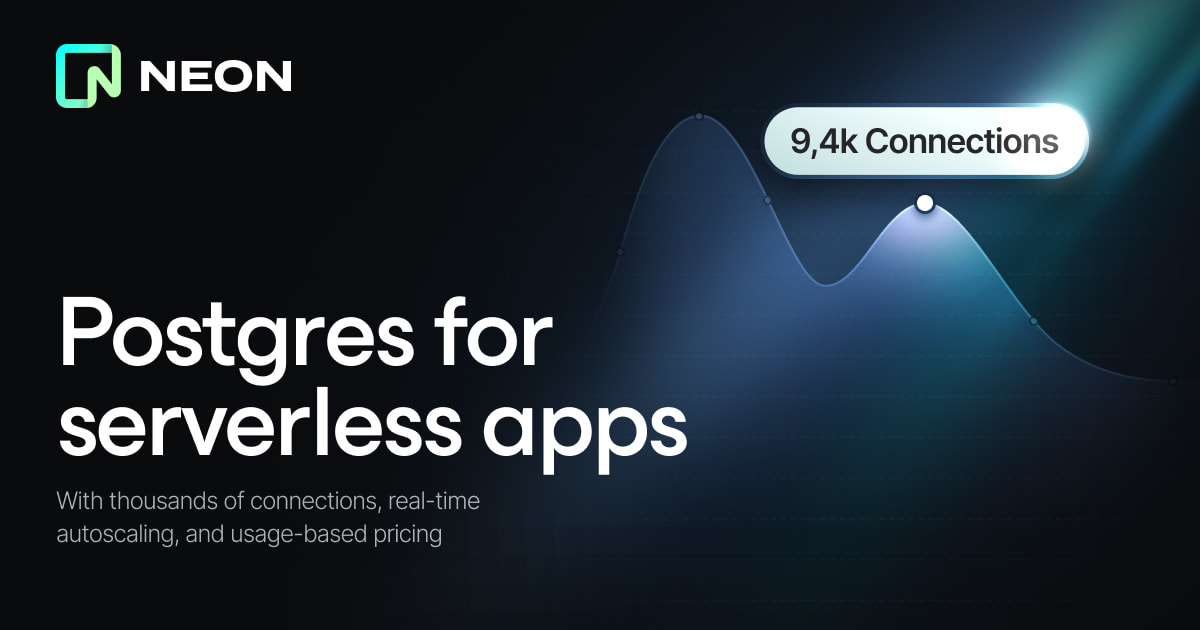 NEON
9,4k Connections
Postgres for
serverless apps
With thousands of connections, real-time
autoscaling, and usage-based pricing